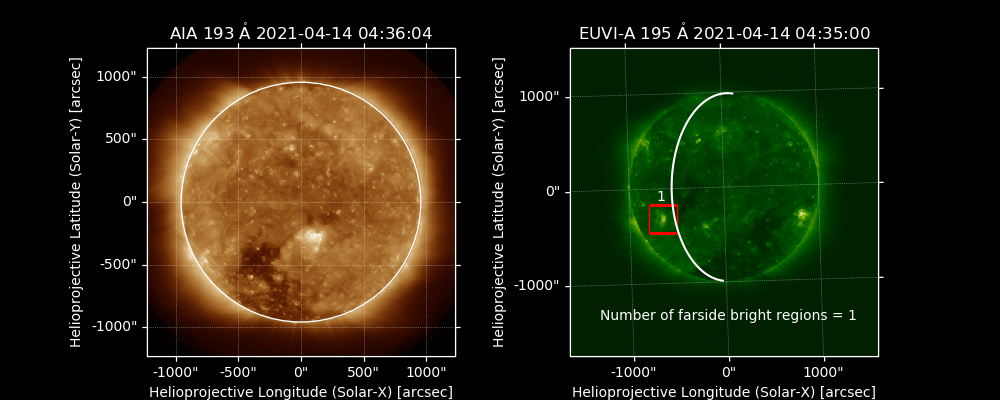 AIA 193 Å 2021-04-14 04:36:04
1000"
500"
0"
-500"
-1000"
-1000"
-500"
0"
500"
1000"
Helioprojective Latitude (Solar-Y) [arcsec]
Helioprojective Longitude (Solar-X) [arcsec]
EUVI-A 195 Å 2021-04-14 04:35:00
1000"
0"
-1000"
1
Number of farside bright regions = 1
-1000"
0"
1000"
Helioprojective Latitude (Solar-Y) [arcsec]
Helioprojective Longitude (Solar-X) [arcsec]